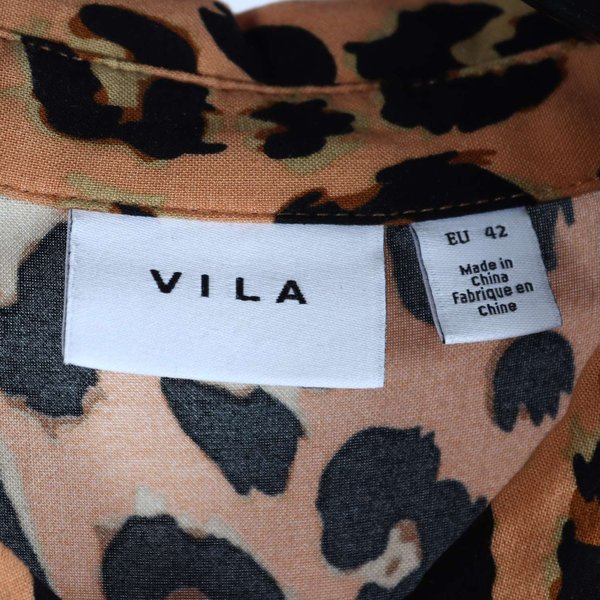 VILA
EU 42
Made in
China
Fabrique en
Chine